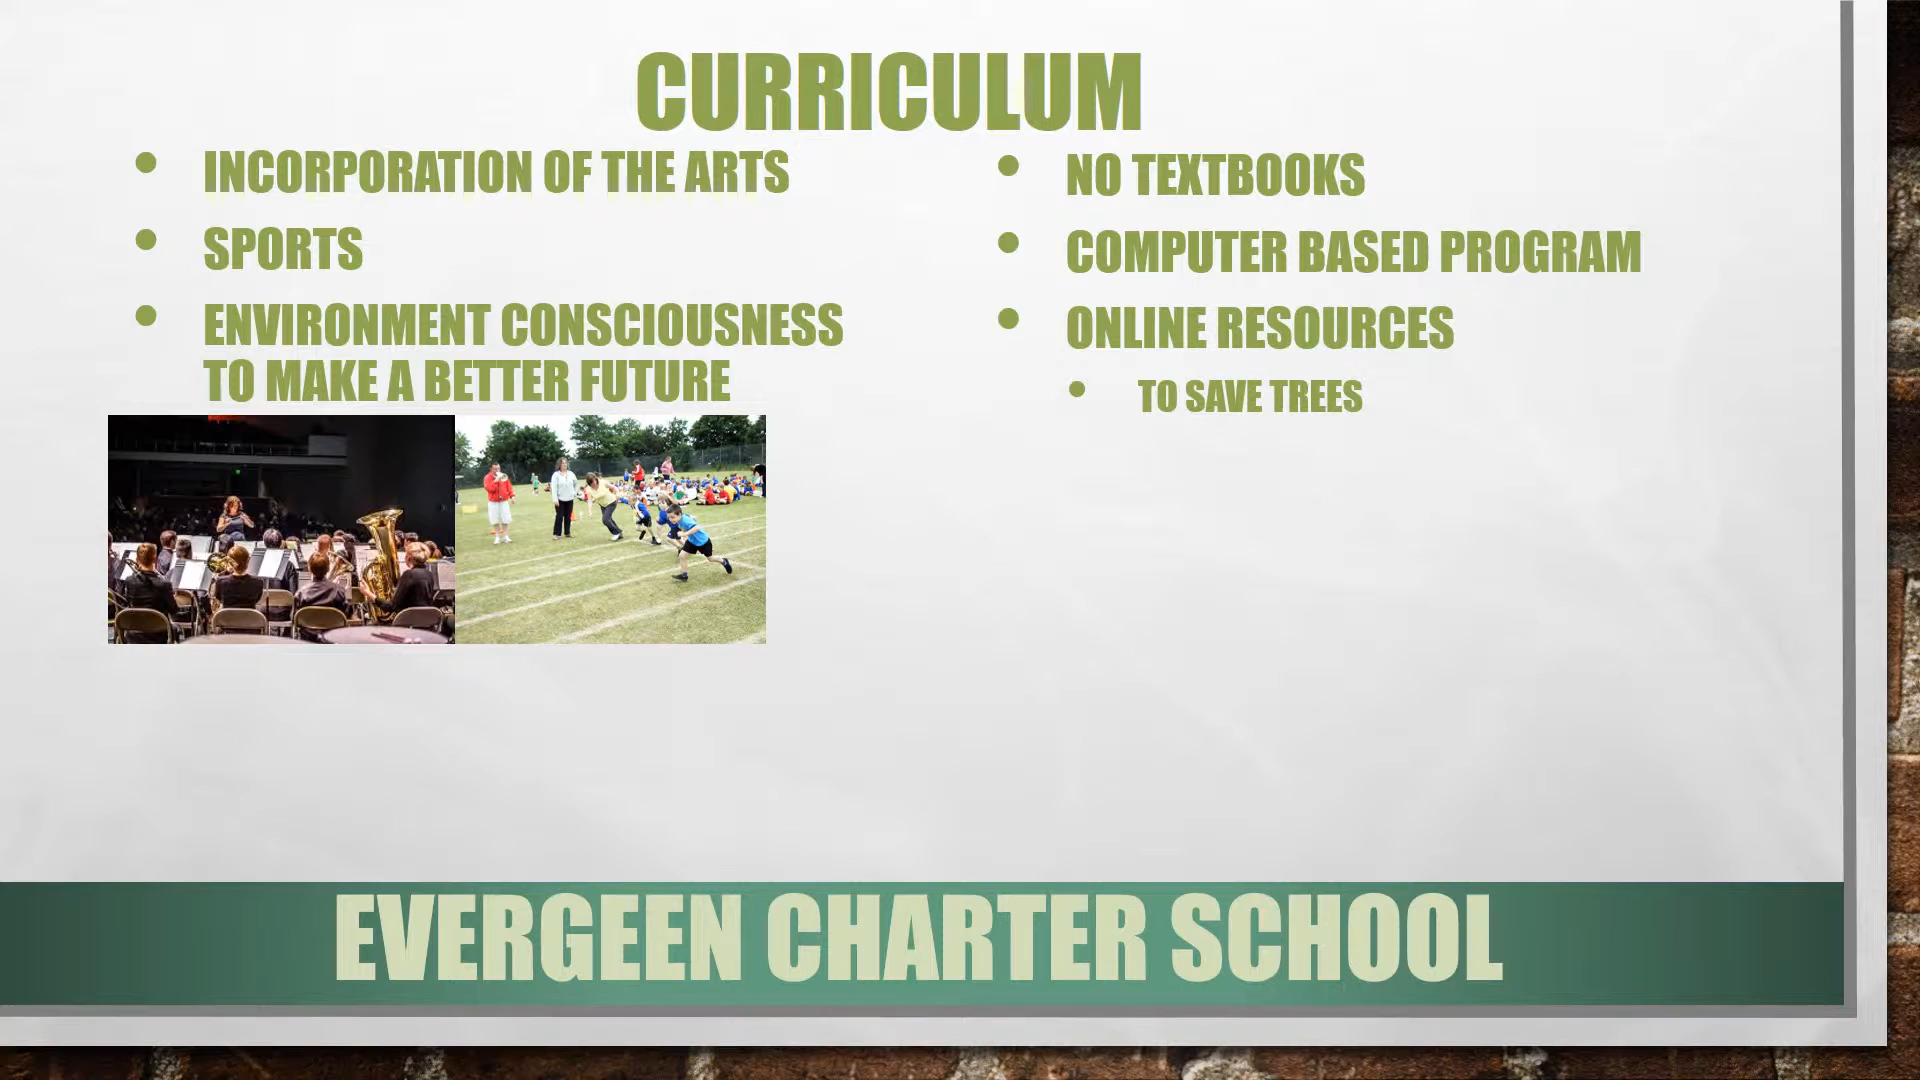 CURRICULUM
• INCORPORATION OF THE ARTS
• SPORTS
• ENVIRONMENT CONSCIOUSNESS
TO MAKE A BETTER FUTURE
• NO TEXTBOOKS
• COMPUTER BASED PROGRAM
• ONLINE RESOURCES
• TO SAVE TREES
EVERGEEN CHARTER SCHOOL